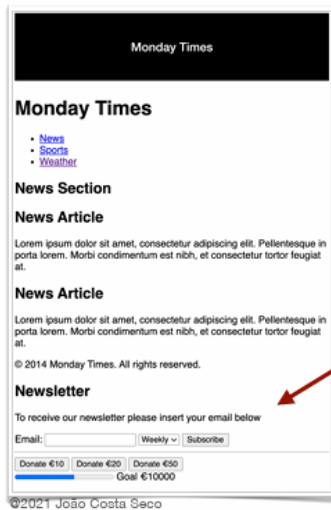 Monday Times
Monday Times
• News
• Sports
• Weather
News Section
News Article
Lorem ipsum dolor sit amet, consectetur adipiscing elit. Pellentesque in
porta lorem. Morbi condimentum est nibh, et consectetur tortor feugiat
at.
News Article
Lorem ipsum dolor sit amet, consectetur adipiscing elit. Pellentesque in
porta lorem. Morbi condimentum est nibh, et consectetur tortor feugiat
at.
© 2014 Monday Times. All rights reserved.
Newsletter
To receive our newsletter please insert your email below
Email: Weekly Subscribe
Donate €10 Donate €20 Donate €50
Goal €10000
©2021 João Costa Seco